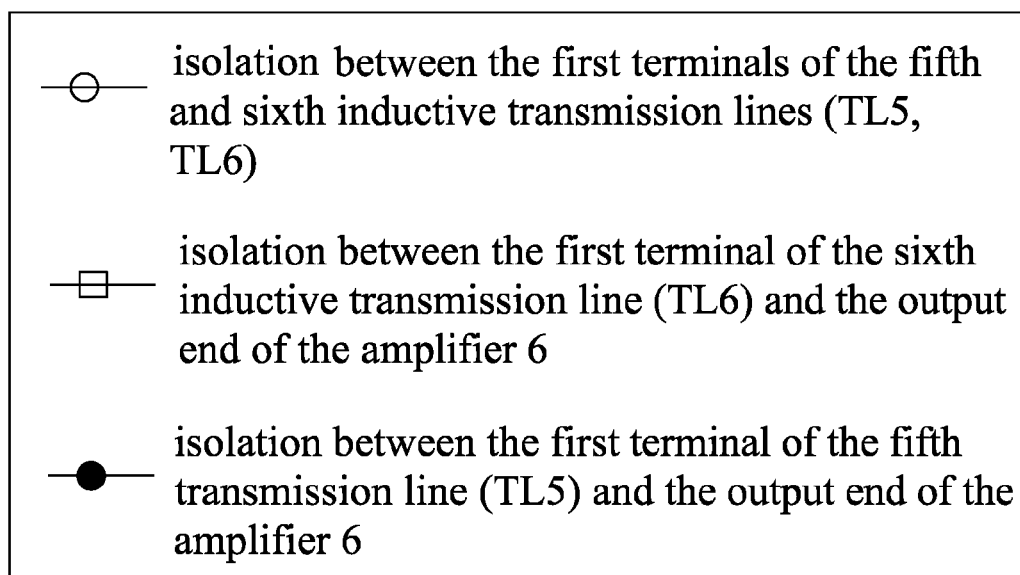 isolation between the first terminals of the fifth
and sixth inductive transmission lines (TL5,
TL6)
isolation between the first terminal of the sixth
inductive transmission line (TL6) and the output
end of the amplifier 6
isolation between the first terminal of the fifth
transmission line (TL5) and the output end of the
amplifier 6